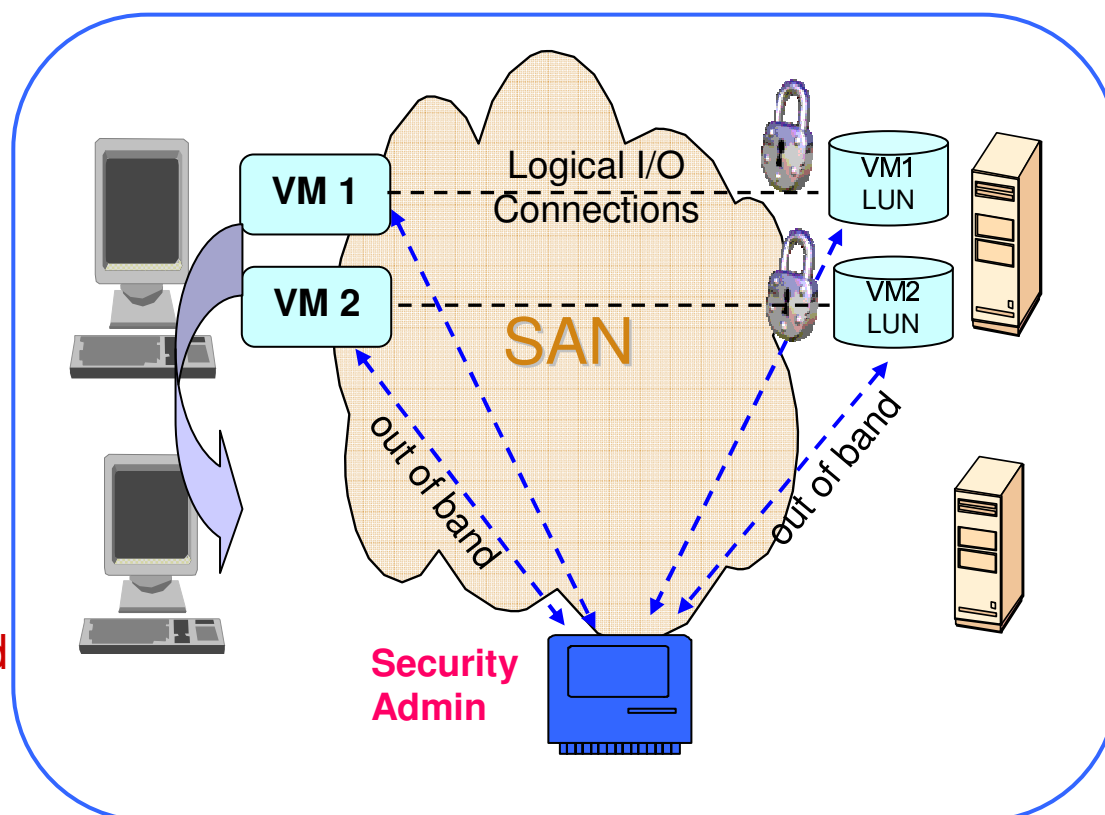 VM 1
Logical I/O
Connections
VM1
LUN
VM 2
VM2
LUN
SAN
out of band
out of band
Security
Admin
d